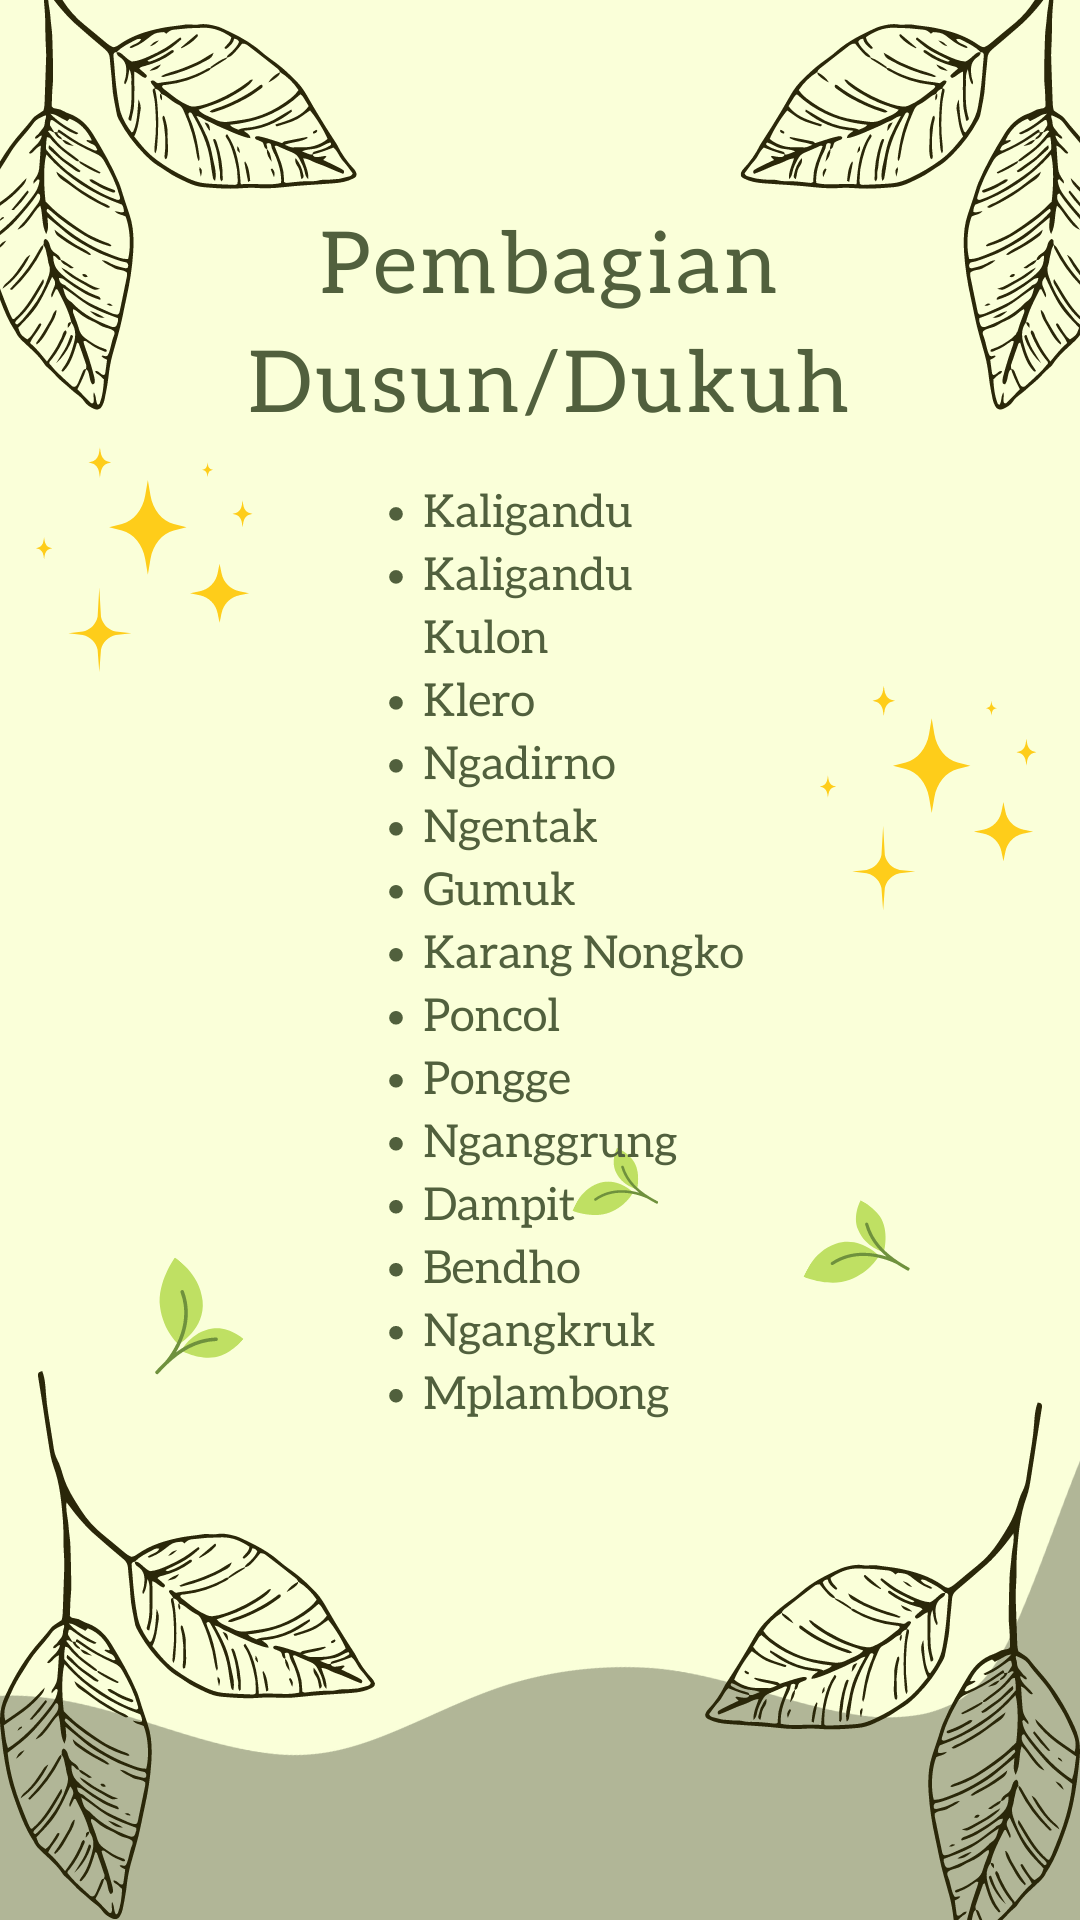 Pembagian
Dusun/Dukuh
• Kaligandu
• Kaligandu
Kulon
• Klero
• Ngadirno
• Ngentak
• Gumuk
• Karang Nongko
• Poncol
• Pongge
• Nganggrung
• Dampit
• Bendho
• Ngangkruk
• Mplambong